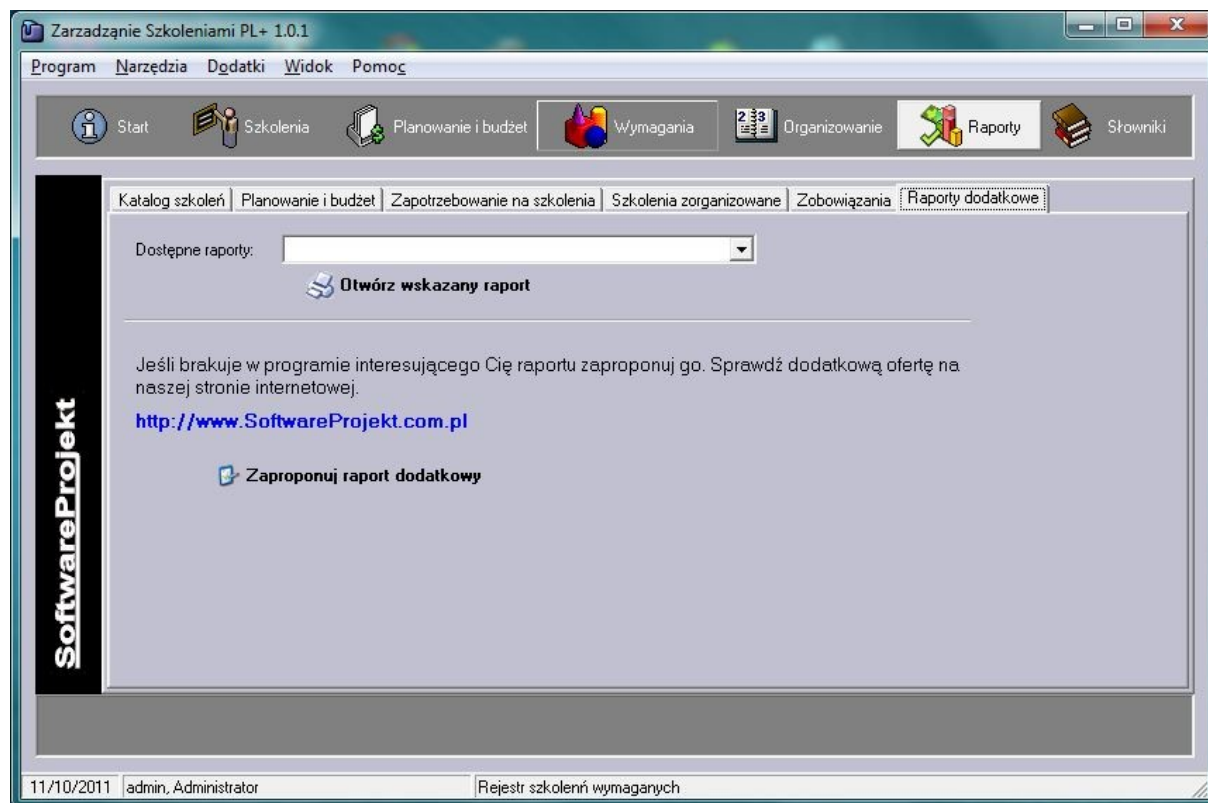 Zarzadząnie Szkoleniami PL+ 1.0.1
Program Narzędzia Dodatki Widok Pomoc
Start Szkolenia Planowanie i budżet Wymagania Organizowanie Raporty Słowniki
Katalog szkoleń Planowanie i budżet Zapotrzebowanie na szkolenia Szkolenia zorganizowane Zobowiązania Raporty dodatkowe
Dostępne raporty:
Otwórz wskazany raport
Jeśli brakuje w programie interesującego Cię raportu zaproponuj go. Sprawdź dodatkową ofertę na
naszej stronie internetowej.
http://www.SoftwareProjekt.com.pl
Zaproponuj raport dodatkowy
SoftwareProjekt
11/10/2011 admin, Administrator Rejestr szkolenń wymaganych